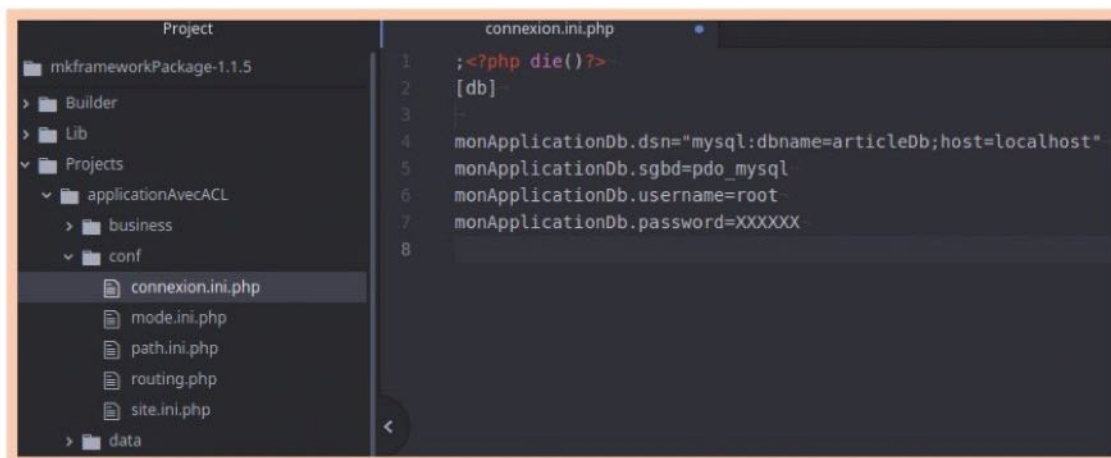 Project
mkframeworkPackage-1.1.5
Builder
Lib
Projects
applicationAvecACL
business
conf
connexion.ini.php
mode.ini.php
path.ini.php
routing.php
site.ini.php
data
connexion.ini.php
1 ;<?php die()?>
2 [db]
3
4 monApplicationDb.dsn="mysql:dbname=articleDb;host=localhost"
5 monApplicationDb.sgbd=pdo_mysql
6 monApplicationDb.username=root
7 monApplicationDb.password=XXXXXX
8